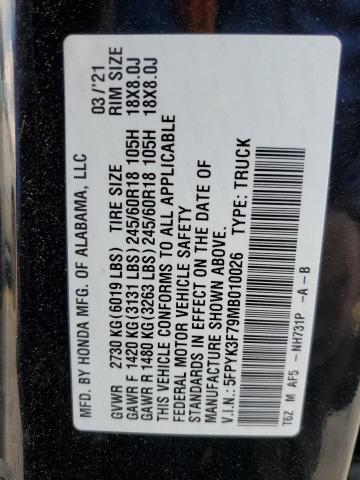 MFD. BY HONDA MFG. OF ALABAMA, LLC 03/'21
GVWR 2730 KG (6019 LBS) TIRE SIZE RIM SIZE
GAWR F 1420 KG (3131 LBS) 245/60R18 105H 18X8.0J
GAWR R 1480 KG (3263 LBS) 245/60R18 105H 18X8.0J
THIS VEHICLE CONFORMS TO ALL APPLICABLE
FEDERAL MOTOR VEHICLE SAFETY
STANDARDS IN EFFECT ON THE DATE OF
MANUFACTURE SHOWN ABOVE.
V.I.N.: 5FPYK3F79MB010026 TYPE: TRUCK
T6Z M AF5 - NH731P -A -B